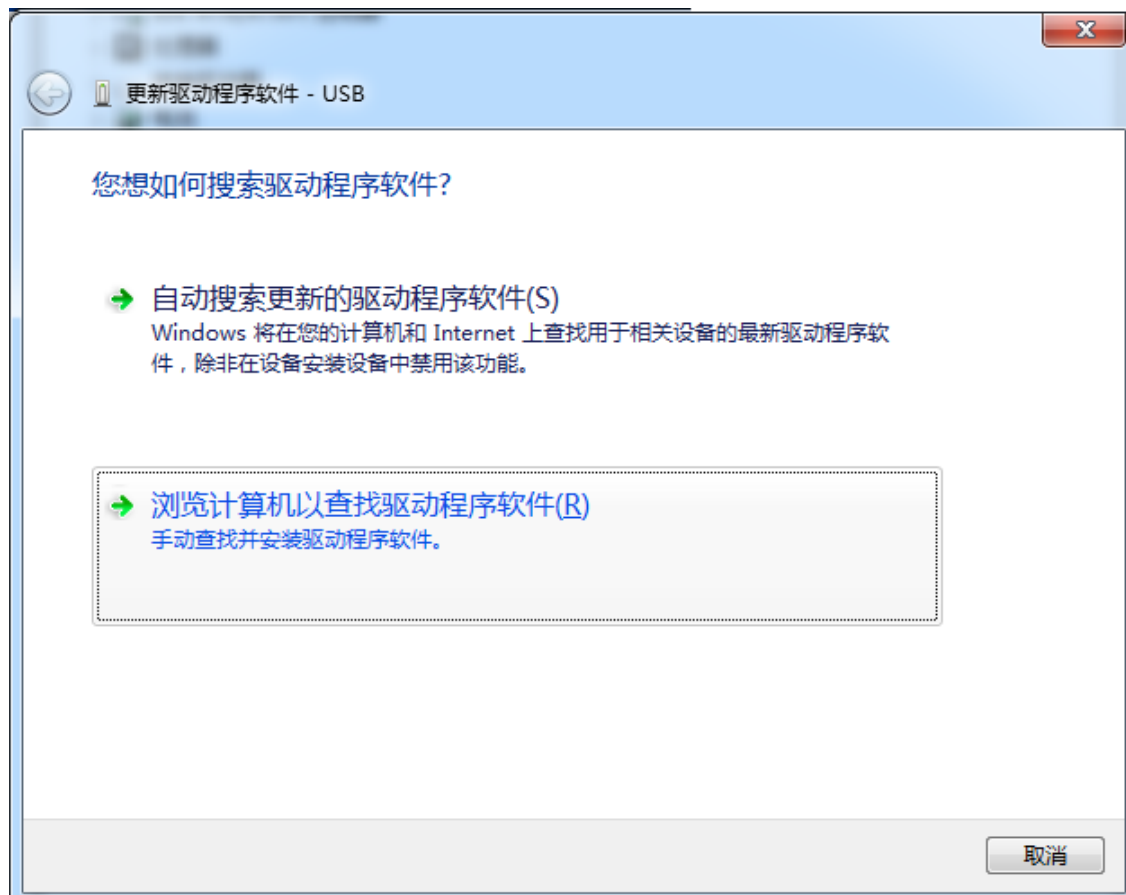 更新驱动程序软件 - USB
您想如何搜索驱动程序软件?
自动搜索更新的驱动程序软件(S)
Windows 将在您的计算机和 Internet 上查找用于相关设备的最新驱动程序软
件，除非在设备安装设备中禁用该功能。
浏览计算机以查找驱动程序软件(R)
手动查找并安装驱动程序软件。
取消